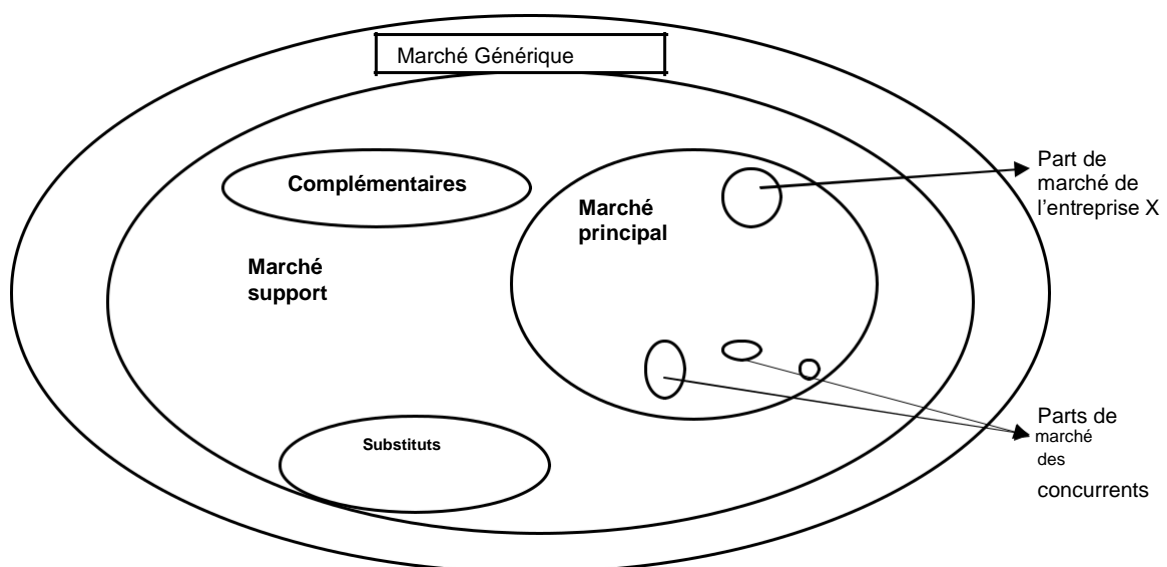 Marché Générique
Complémentaires
Marché
principal
Part de
marché de
l'entreprise X
Marché
support
Substituts
Parts de
marché
des
concurrents